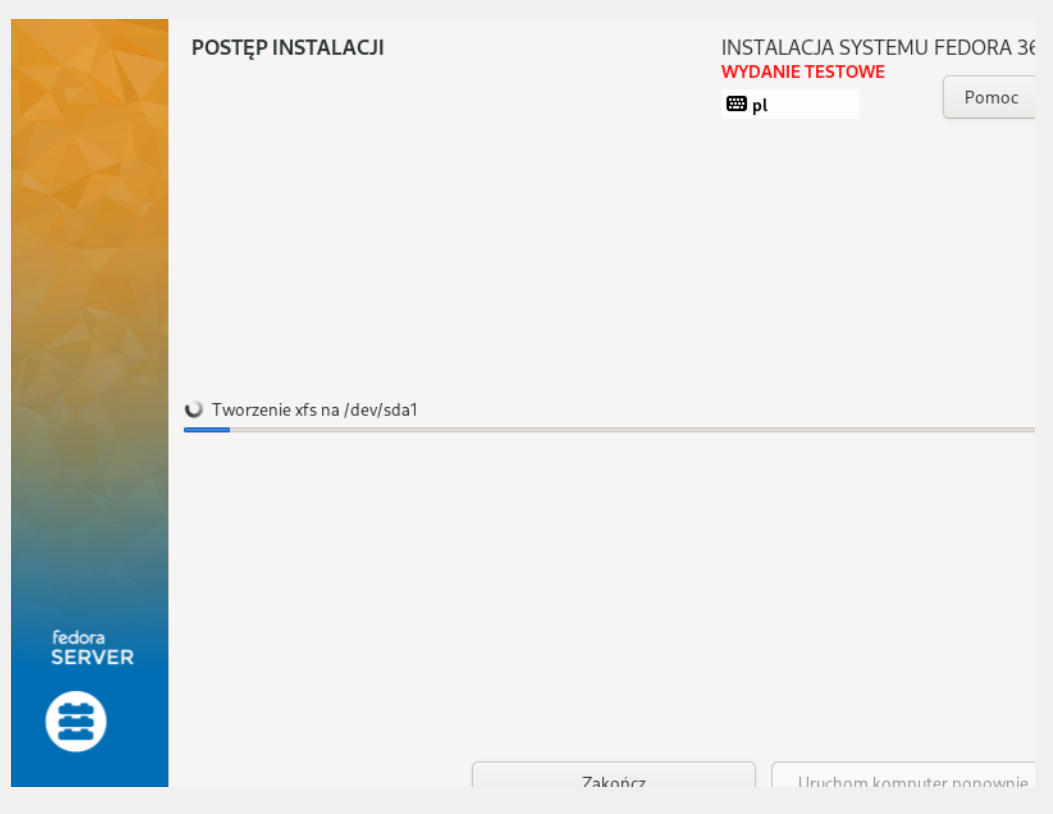 POSTĘP INSTALACJI
INSTALACJA SYSTEMU FEDORA 36
WYDANIE TESTOWE
pl
Pomoc
Tworzenie xfs na /dev/sda1
fedora
SERVER
Zakończ
Uruchom komputer ponownie